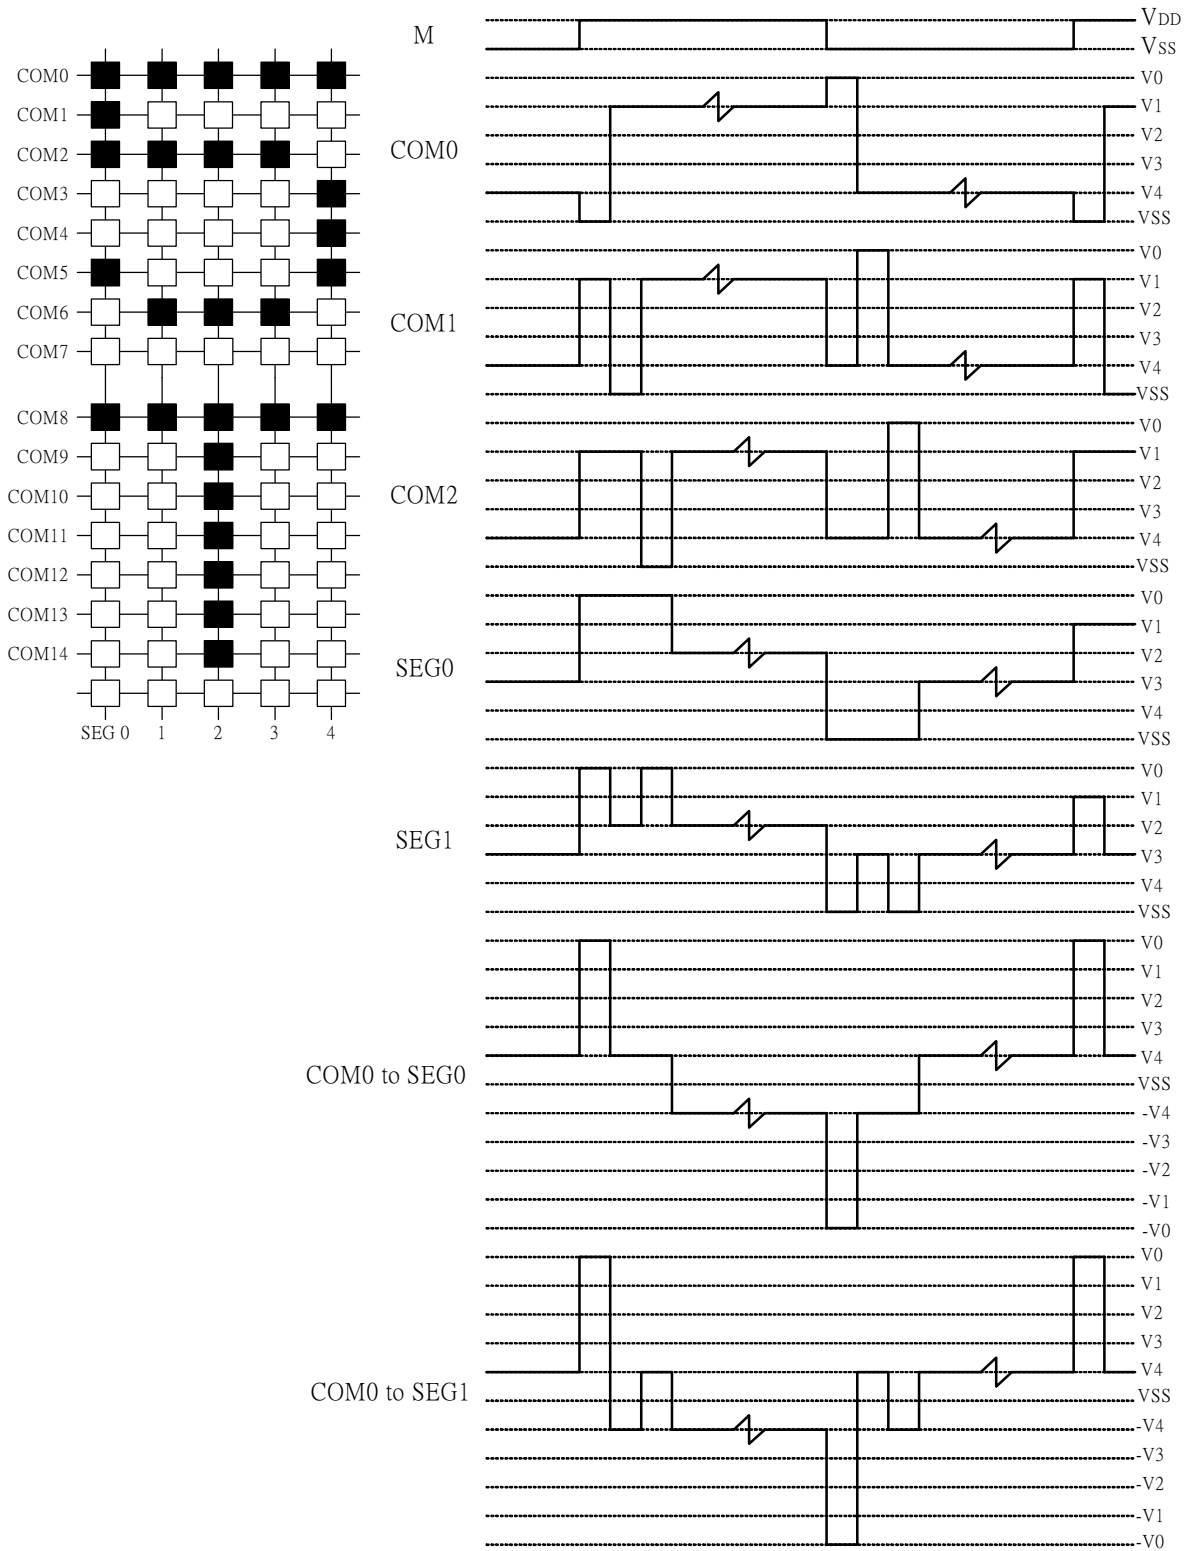 COM0
COM1
COM2
COM3
COM4
COM5
COM6
COM7
COM8
COM9
COM10
COM11
COM12
COM13
COM14
SEG 0 1 2 3 4
M
VDD
VSS
COM0
V0
V1
V2
V3
V4
VSS
COM1
V0
V1
V2
V3
V4
VSS
COM2
V0
V1
V2
V3
V4
VSS
SEG0
V0
V1
V2
V3
V4
VSS
SEG1
V0
V1
V2
V3
V4
VSS
COM0 to SEG0
V0
V1
V2
V3
V4
VSS
-V4
-V3
-V2
-V1
-V0
COM0 to SEG1
V0
V1
V2
V3
V4
VSS
-V4
-V3
-V2
-V1
-V0